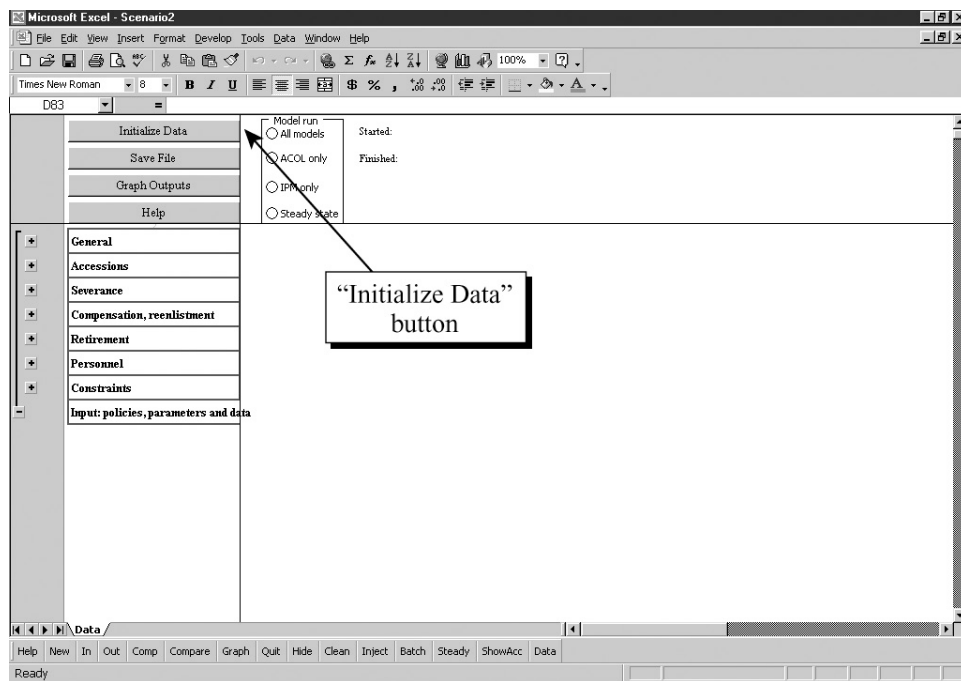 Microsoft Excel - Scenario2
File Edit View Insert Format Develop Tools Data Window Help
100%
Times New Roman 8 B I U $ % ,
D83 =
Initialize Data
Save File
Graph Outputs
Help
Model run
All models
ACOL only
IPM only
Steady state
Started:
Finished:
General
Accessions
Severance
Compensation, reenlistment
Retirement
Personnel
Constraints
Input: policies, parameters and data
“Initialize Data”
button
Data
Help New In Out Comp Compare Graph Quit Hide Clean Inject Batch Steady ShowAcc Data
Ready